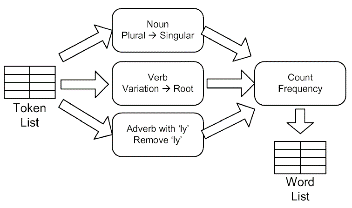 Noun
Plural → Singular
Verb
Variation → Root
Adverb with 'ly'
Remove 'ly'
Token
List
Count
Frequency
Word
List